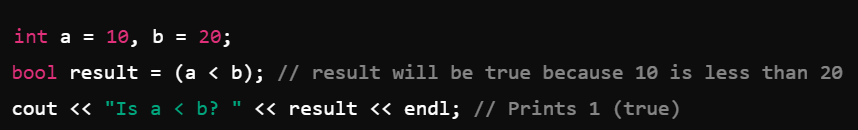 int a = 10, b = 20;
bool result = (a < b); // result will be true because 10 is less than 20
cout << "Is a < b? " << result << endl; // Prints 1 (true)